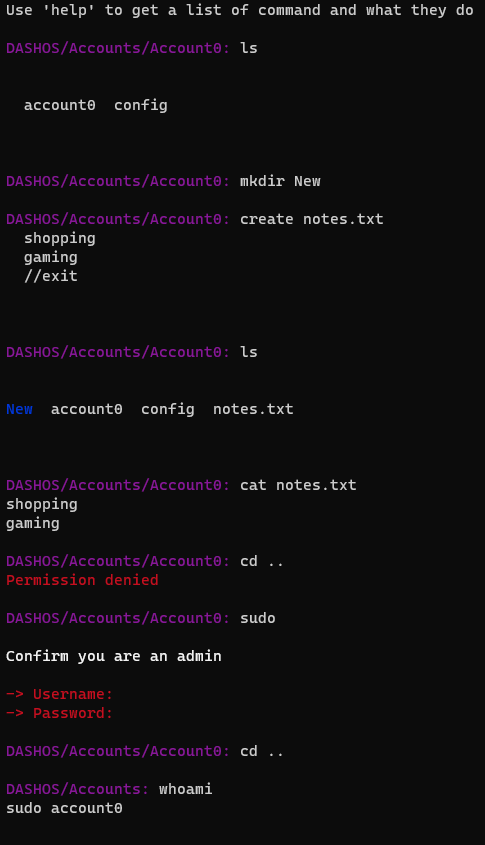 Use 'help' to get a list of command and what they do
DASHOS/Accounts/Account0: ls
account0 config
DASHOS/Accounts/Account0: mkdir New
DASHOS/Accounts/Account0: create notes.txt
shopping
gaming
//exit
DASHOS/Accounts/Account0: ls
New account0 config notes.txt
DASHOS/Accounts/Account0: cat notes.txt
shopping
gaming
DASHOS/Accounts/Account0: cd ..
Permission denied
DASHOS/Accounts/Account0: sudo
Confirm you are an admin
-> Username:
-> Password:
DASHOS/Accounts/Account0: cd ..
DASHOS/Accounts: whoami
sudo account0